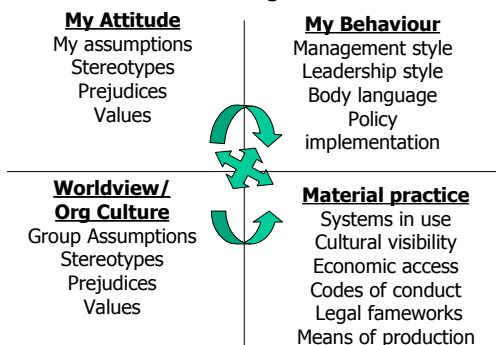 My Attitude
My assumptions
Stereotypes
Prejudices
Values
My Behaviour
Management style
Leadership style
Body language
Policy
implementation
Worldview/
Org Culture
Group Assumptions
Stereotypes
Prejudices
Values
Material practice
Systems in use
Cultural visibility
Economic access
Codes of conduct
Legal fameworks
Means of production